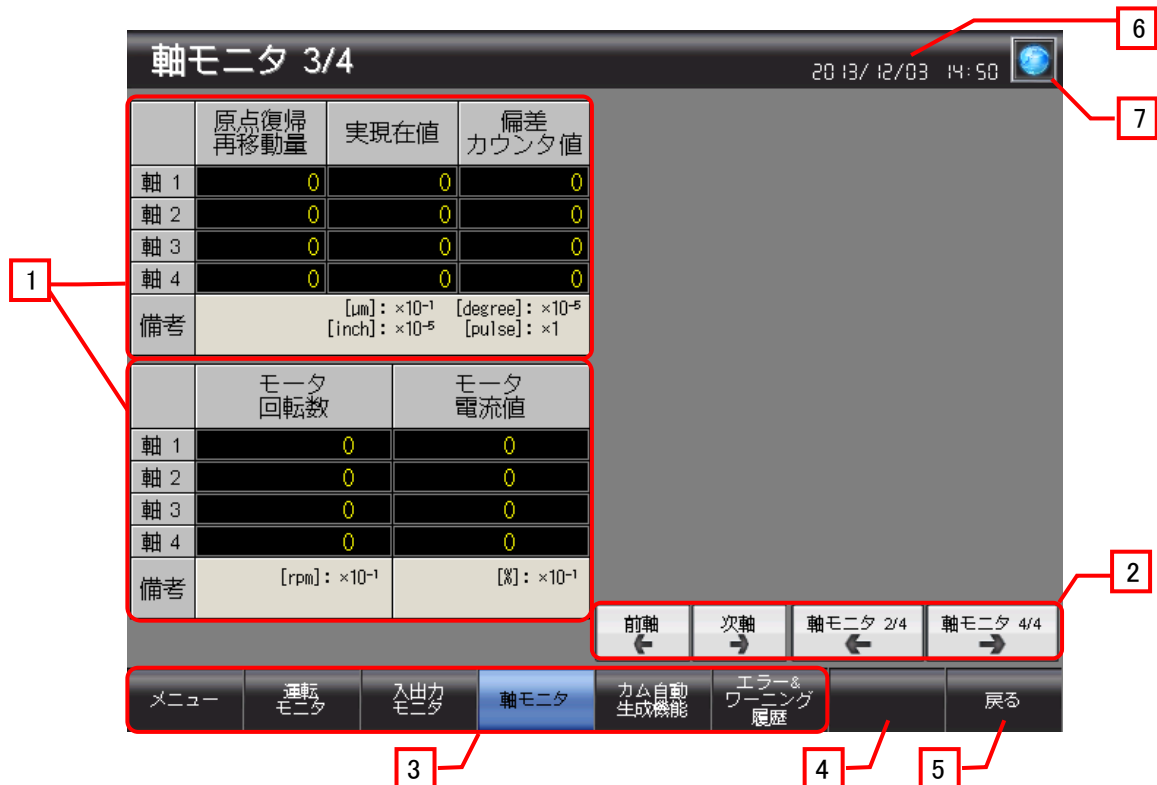 6
軸モニタ 3/4
2013/12/03 14:50
7
原点復帰
再移動量
実現在値
偏差
カウンタ値
軸 1 0 0 0
軸 2 0 0 0
軸 3 0 0 0
軸 4 0 0 0
1
備考
[μm]: ×10⁻¹ [degree]: ×10⁻⁵
[inch]: ×10⁻⁵ [pulse]: ×1
モータ
回転数
モータ
電流値
軸 1 0 0
軸 2 0 0
軸 3 0 0
軸 4 0 0
備考
[rpm]: ×10⁻¹ [%]: ×10⁻¹
2
前軸
次軸
軸モニタ 2/4
軸モニタ 4/4
メニュー
運転
モニタ
入出力
モニタ
軸モニタ
カム自動
生成機能
エラー&
ワーニング
履歴
戻る
3
4
5